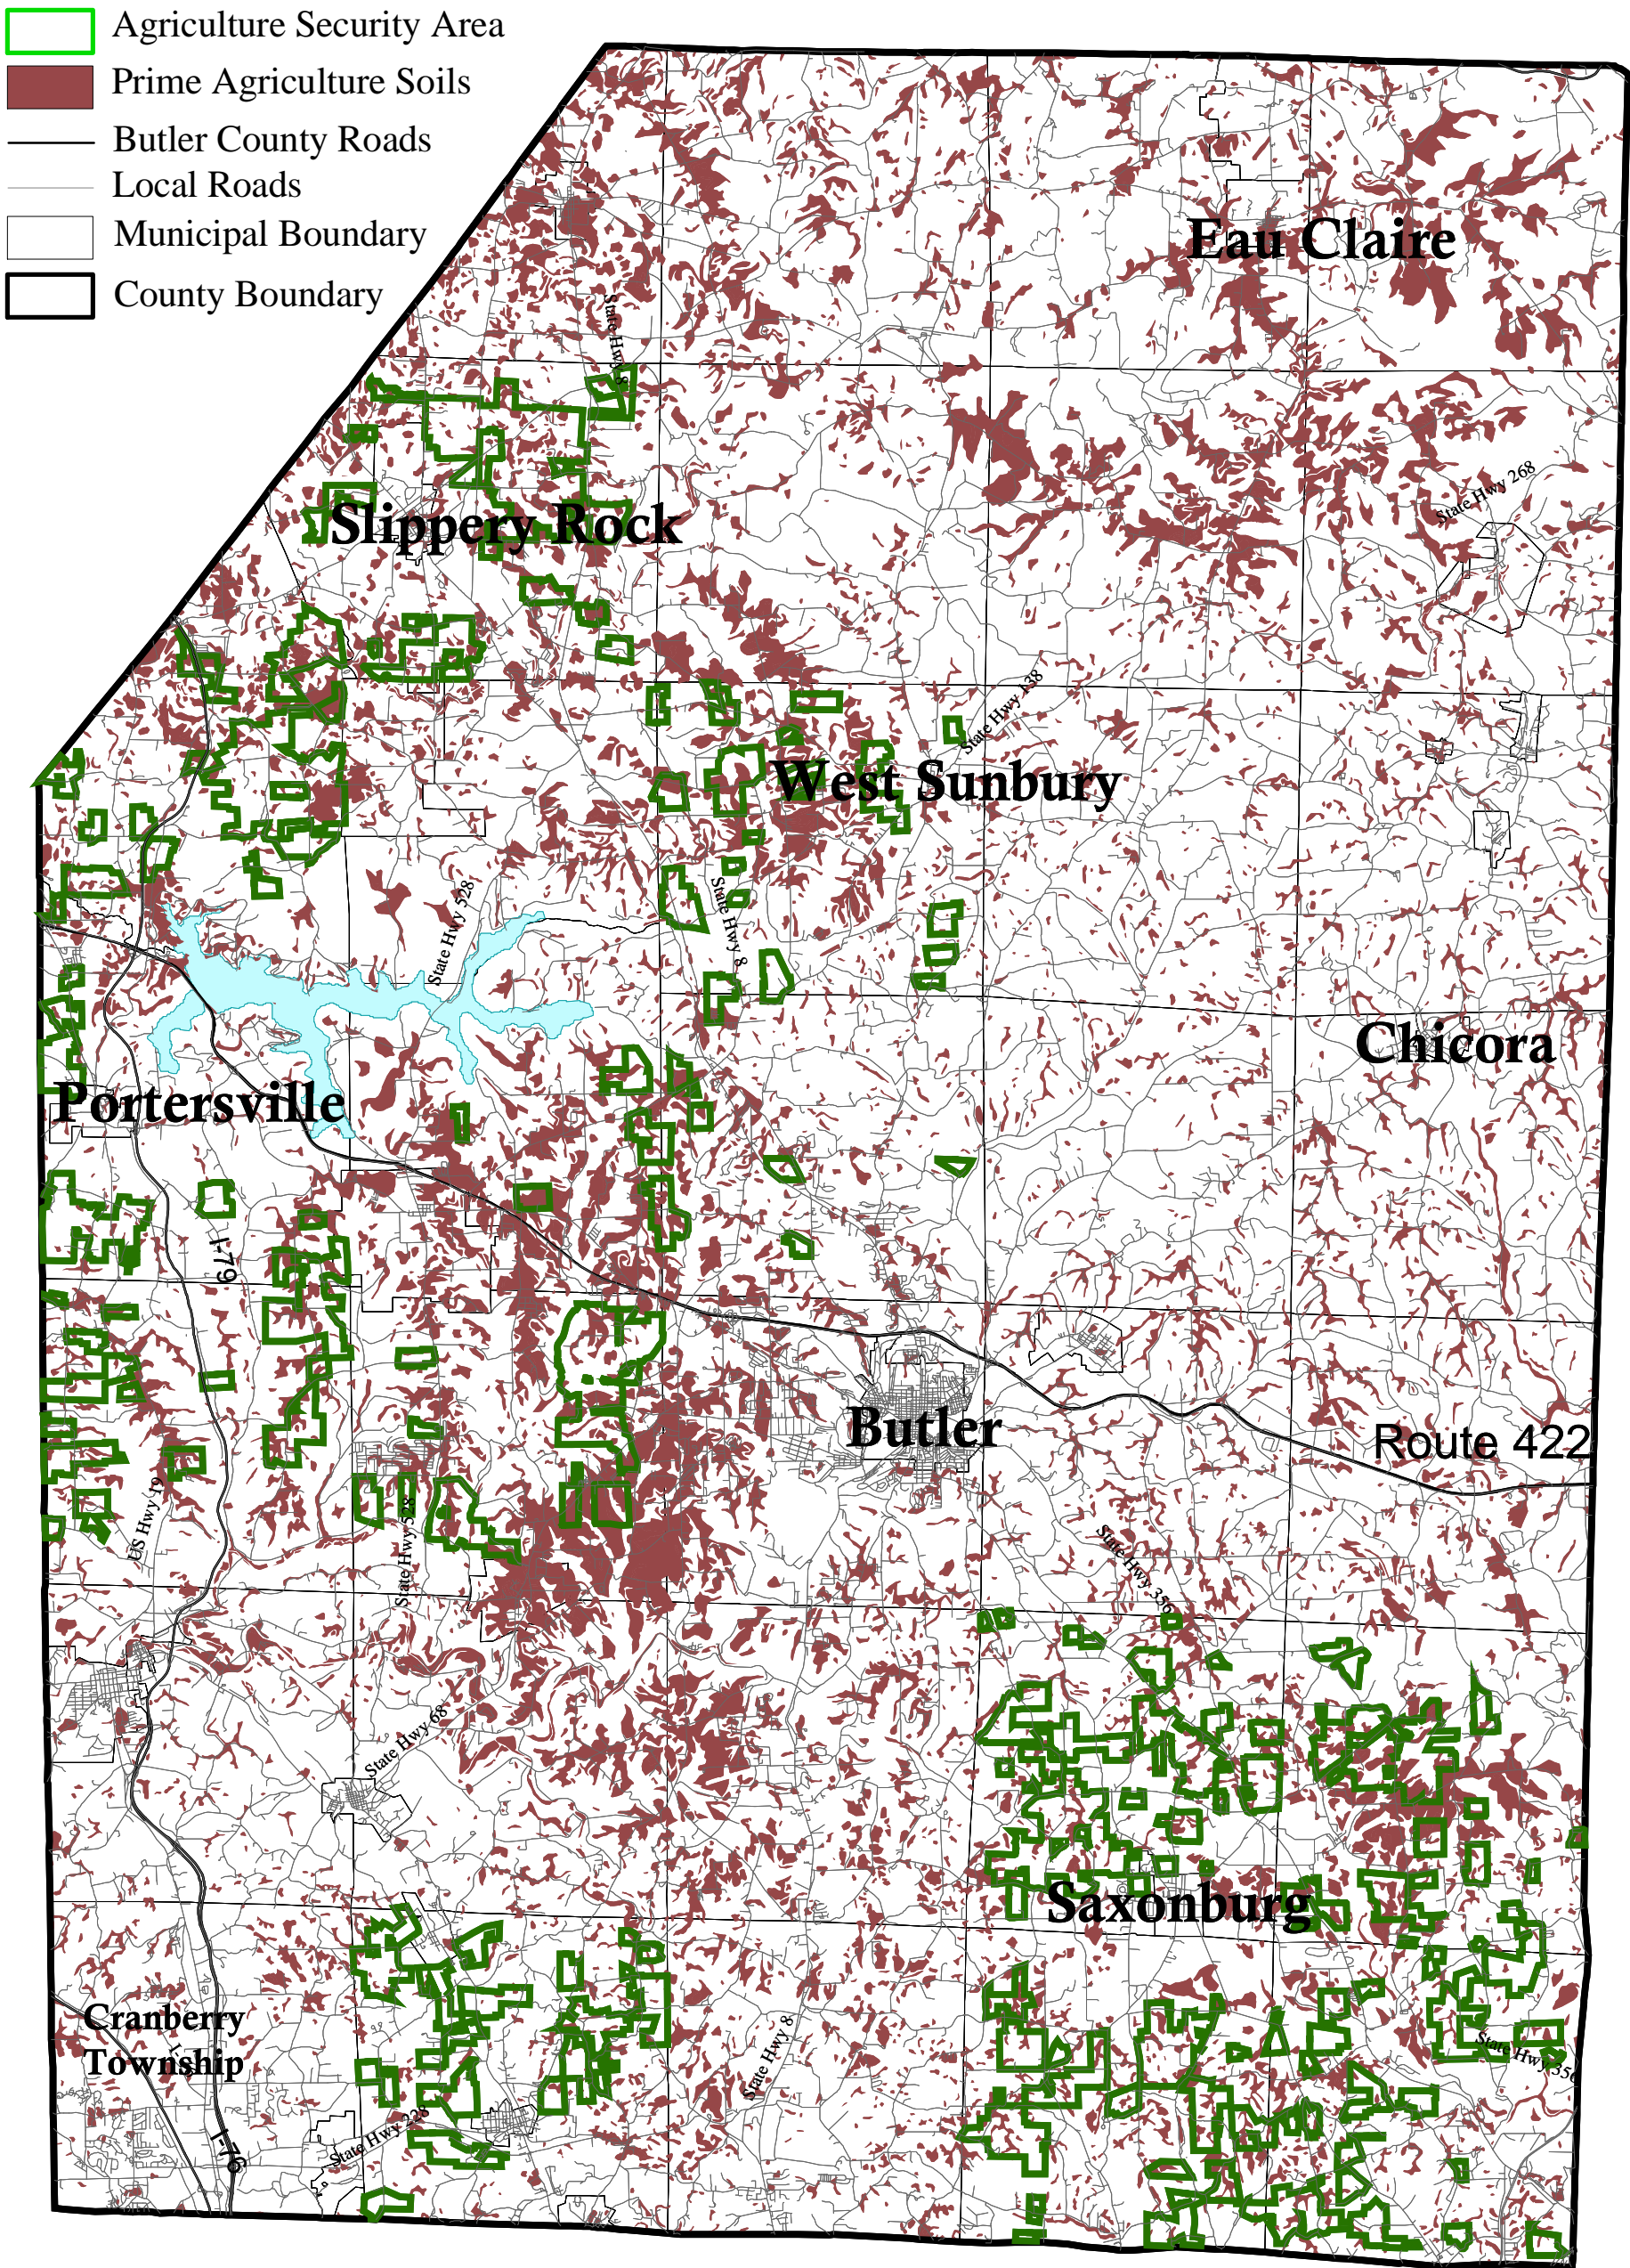 Agriculture Security Area
Prime Agriculture Soils
Butler County Roads
Local Roads
Municipal Boundary
County Boundary
Eau Claire
State Hwy 8
State Hwy 268
Slippery Rock
State Hwy 138
West Sunbury
State Hwy 528
State Hwy 8
Chicora
Portersville
I-79
Butler
Route 422
US Hwy 19
State Hwy 528
State Hwy 356
State Hwy 68
Saxonburg
Cranberry
Township
State Hwy 8
State Hwy 356
State Hwy 228
I-76